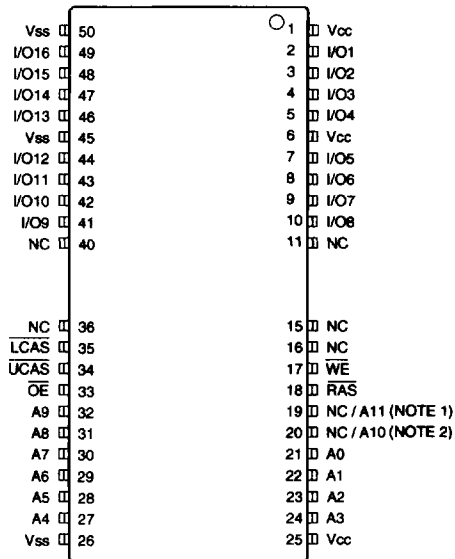 Vss 50 1 Vcc
I/O16 49 2 I/O1
I/O15 48 3 I/O2
I/O14 47 4 I/O3
I/O13 46 5 I/O4
Vss 45 6 Vcc
I/O12 44 7 I/O5
I/O11 43 8 I/O6
I/O10 42 9 I/O7
I/O9 41 10 I/O8
NC 40 11 NC
NC 36 15 NC
LCAS 35 16 NC
UCAS 34 17 WE
OE 33 18 RAS
A9 32 19 NC / A11 (NOTE 1)
A8 31 20 NC / A10 (NOTE 2)
A7 30 21 A0
A6 29 22 A1
A5 28 23 A2
A4 27 24 A3
Vss 26 25 Vcc